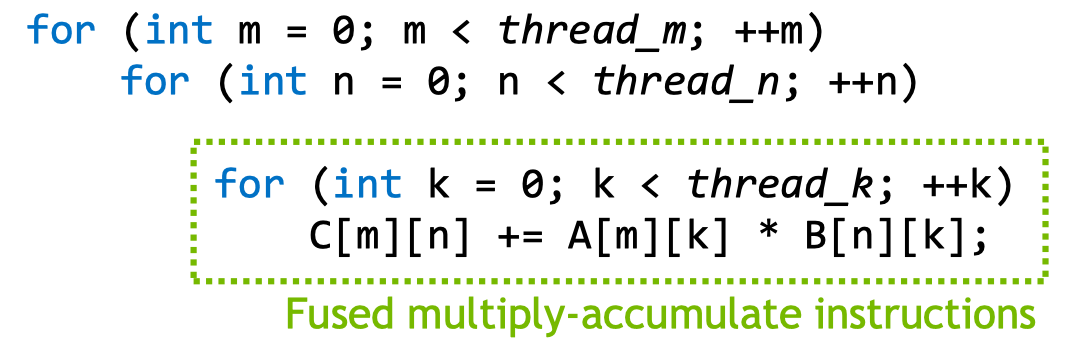 for (int m = 0; m < thread_m; ++m)
for (int n = 0; n < thread_n; ++n)
for (int k = 0; k < thread_k; ++k)
C[m][n] += A[m][k] * B[n][k];
Fused multiply-accumulate instructions